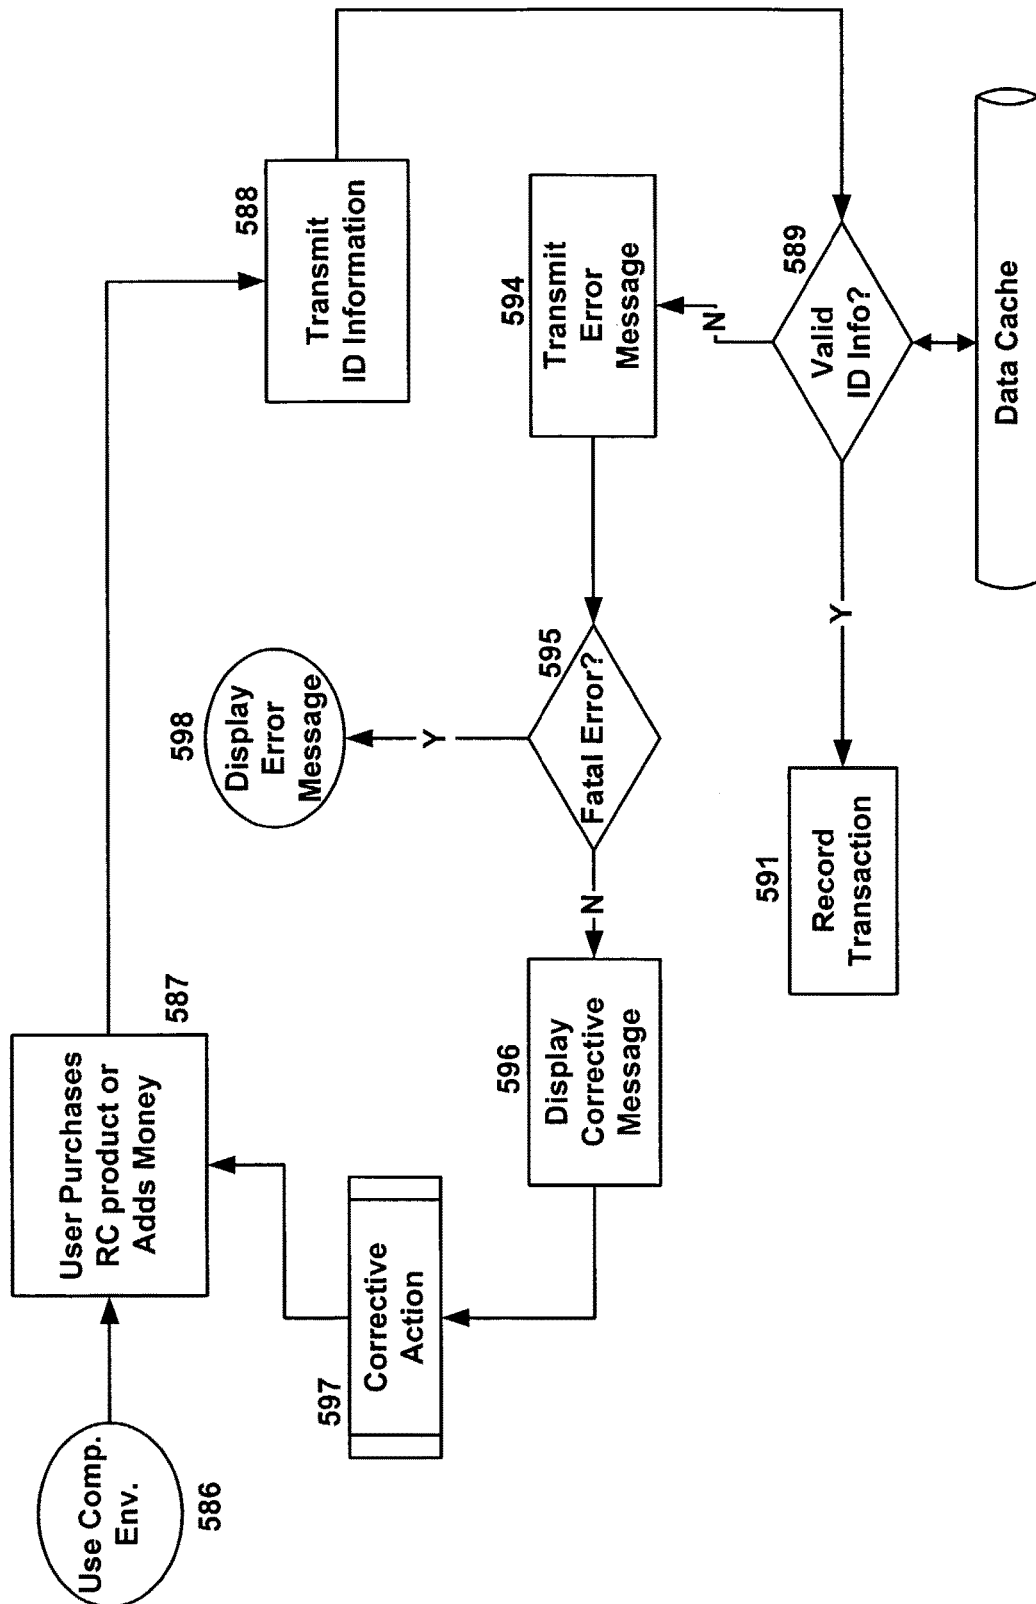 Use Comp.
Env.
586
User Purchases
RC product or
Adds Money
587
Transmit
ID Information
588
Valid
ID Info?
589
Data Cache
Y
N
Record
Transaction
591
Transmit
Error
Message
594
Fatal Error?
595
Y
N
Display
Error
Message
598
Display
Corrective
Message
596
Corrective
Action
597